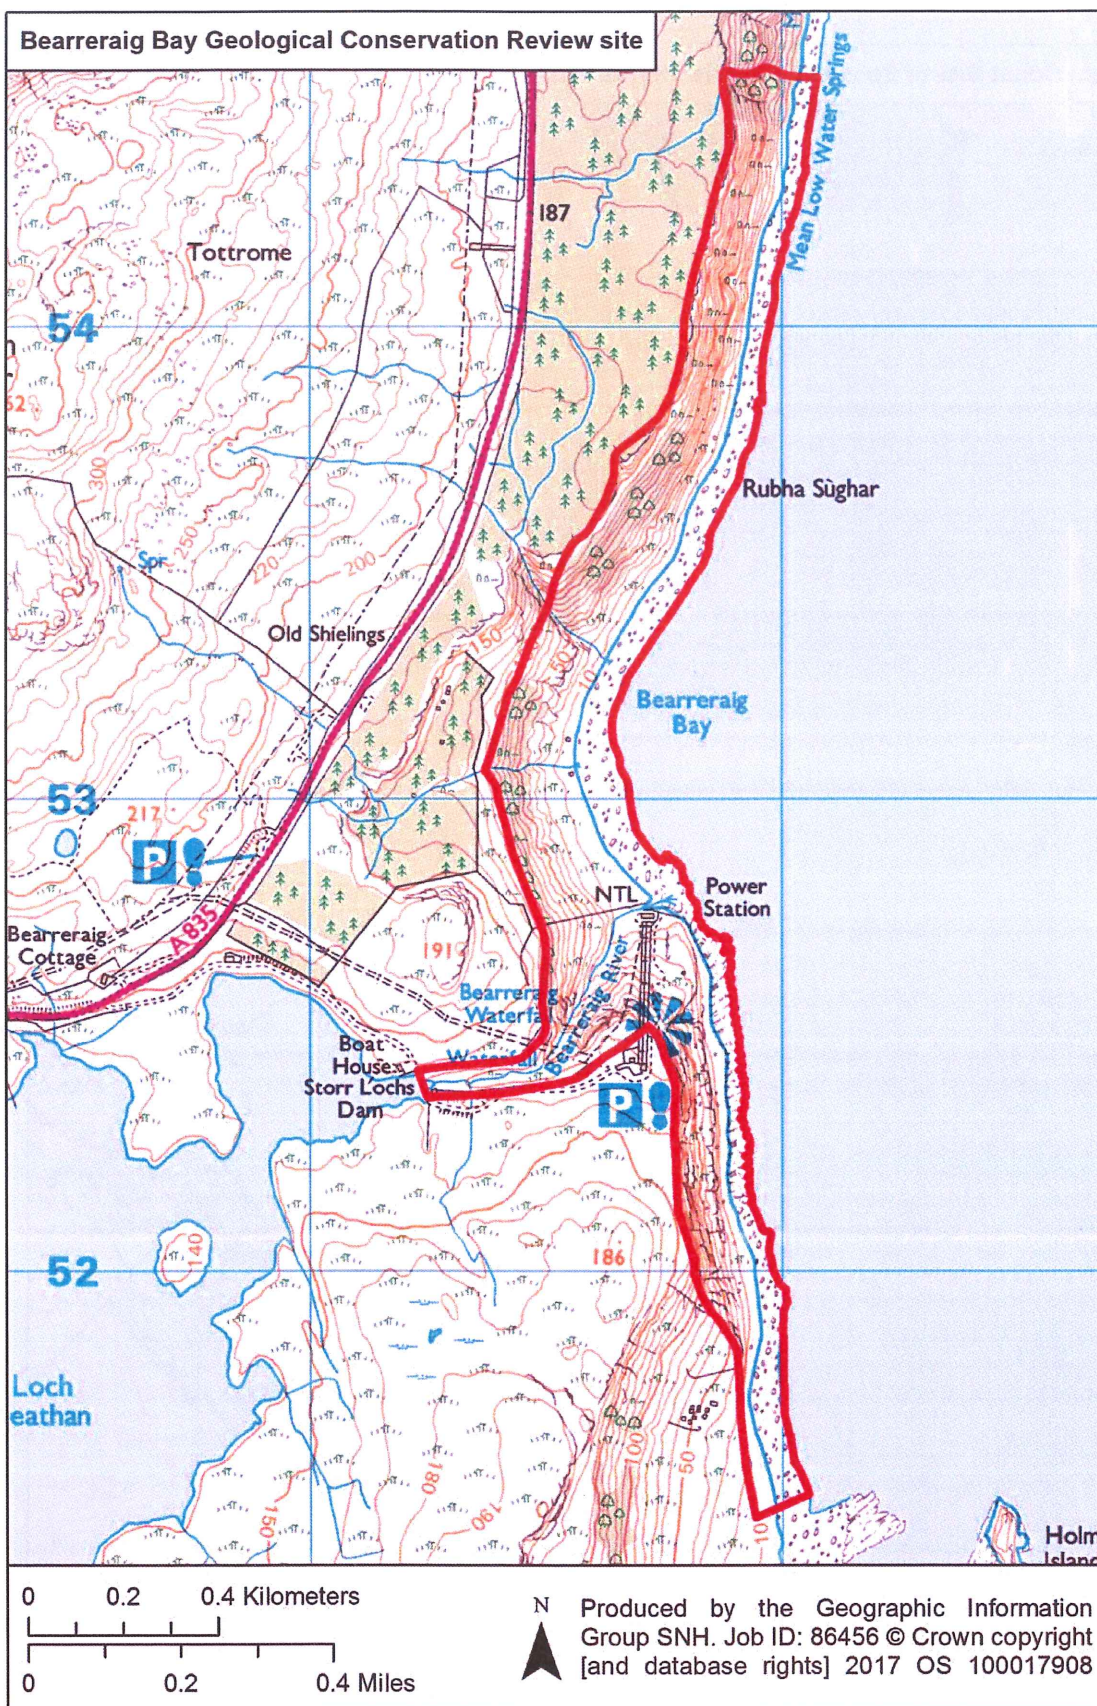 Bearreraig Bay Geological Conservation Review site
Mean Low Water Springs
187
Tottrome
54
300
250
220
200
Spr
Rubha Sùghar
Old Shielings
150
50
10
Bearreraig
Bay
53
217
P
NTL
Power
Station
A 835
Bearreraig
Cottage
191
Bearreraig
Waterfall
Bearreraig River
Waterfall
Boat
House
Storr Lochs
Dam
P
140
52
186
Loch
eathan
100
50
180
190
150
10
Holm
Island
0 0.2 0.4 Kilometers
0 0.2 0.4 Miles
N
Produced by the Geographic Information
Group SNH. Job ID: 86456 © Crown copyright
[and database rights] 2017 OS 100017908